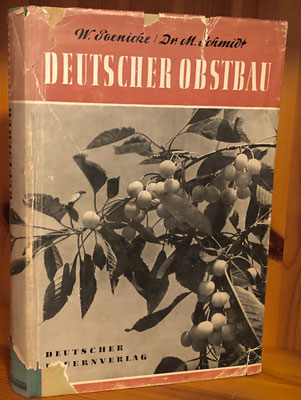 W. Poenicke / Dr. M. Schmidt
DEUTSCHER OBSTBAU
DEUTSCHER